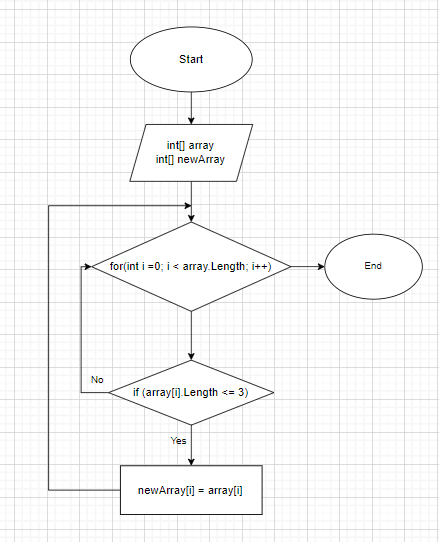 Start
int[] array
int[] newArray
for(int i =0; i < array.Length; i++)
End
No
if (array[i].Length <= 3)
Yes
newArray[i] = array[i]